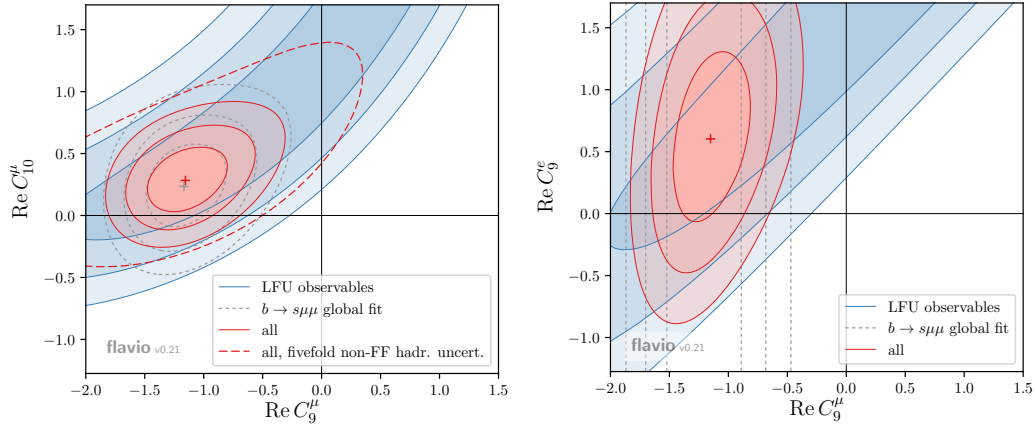 1.5
1.0
0.5
0.0
−0.5
−1.0
Re C₁₀^μ
−2.0 −1.5 −1.0 −0.5 0.0 0.5 1.0 1.5
Re C₉^μ
LFU observables
b → sμμ global fit
all
all, fivefold non-FF hadr. uncert.
flavio v0.21
1.5
1.0
0.5
0.0
−0.5
−1.0
Re C₉^e
−2.0 −1.5 −1.0 −0.5 0.0 0.5 1.0 1.5
Re C₉^μ
LFU observables
b → sμμ global fit
all
flavio v0.21